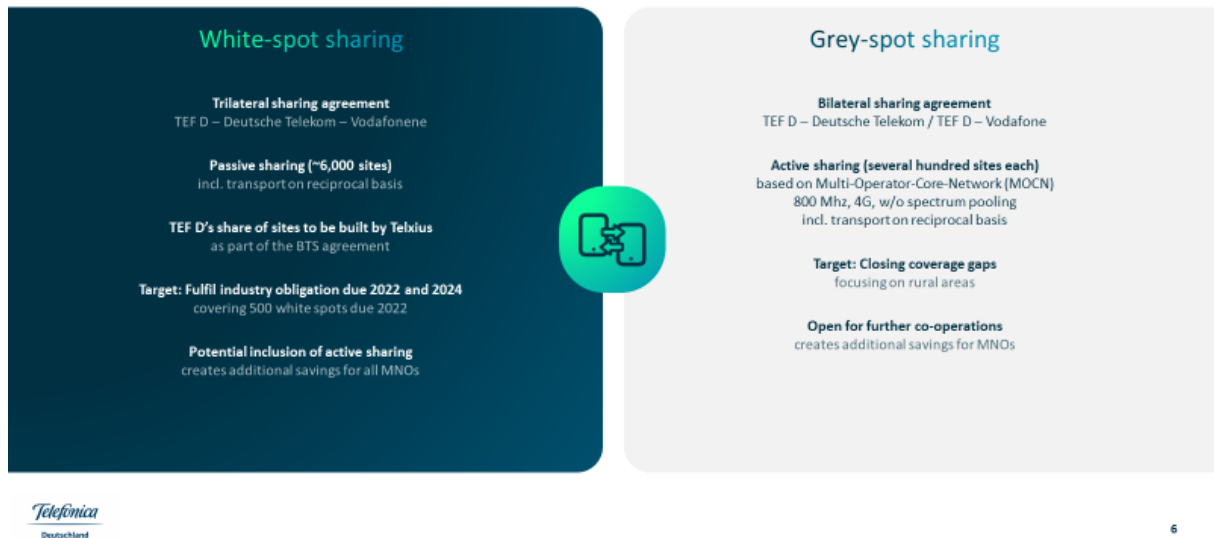 White-spot sharing
Trilateral sharing agreement
TEF D – Deutsche Telekom – Vodafonene
Passive sharing (~6,000 sites)
incl. transport on reciprocal basis
TEF D's share of sites to be built by Telxius
as part of the BTS agreement
Target: Fulfil industry obligation due 2022 and 2024
covering 500 white spots due 2022
Potential inclusion of active sharing
creates additional savings for all MNOs
Grey-spot sharing
Bilateral sharing agreement
TEF D – Deutsche Telekom / TEF D – Vodafone
Active sharing (several hundred sites each)
based on Multi-Operator-Core-Network (MOCN)
800 Mhz, 4G, w/o spectrum pooling
incl. transport on reciprocal basis
Target: Closing coverage gaps
focusing on rural areas
Open for further co-operations
creates additional savings for MNOs
Telefónica
Deutschland
6